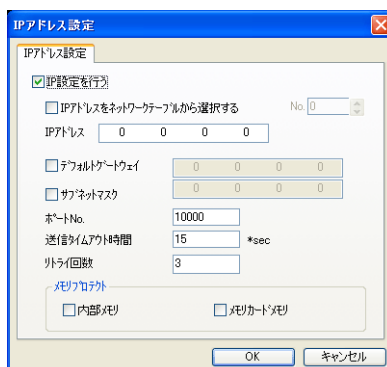 IPアドレス設定
IPアドレス設定
IP設定を行う
IPアドレスをネットワークテーブルから選択する No. 0
IPアドレス 0 0 0 0
デフォルトゲートウェイ 0 0 0 0
サブネットマスク 0 0 0 0
ポートNo. 10000
送信タイムアウト時間 15 *sec
リトライ回数 3
メモリプロテクト
内部メモリ メモリカードメモリ
OK キャンセル